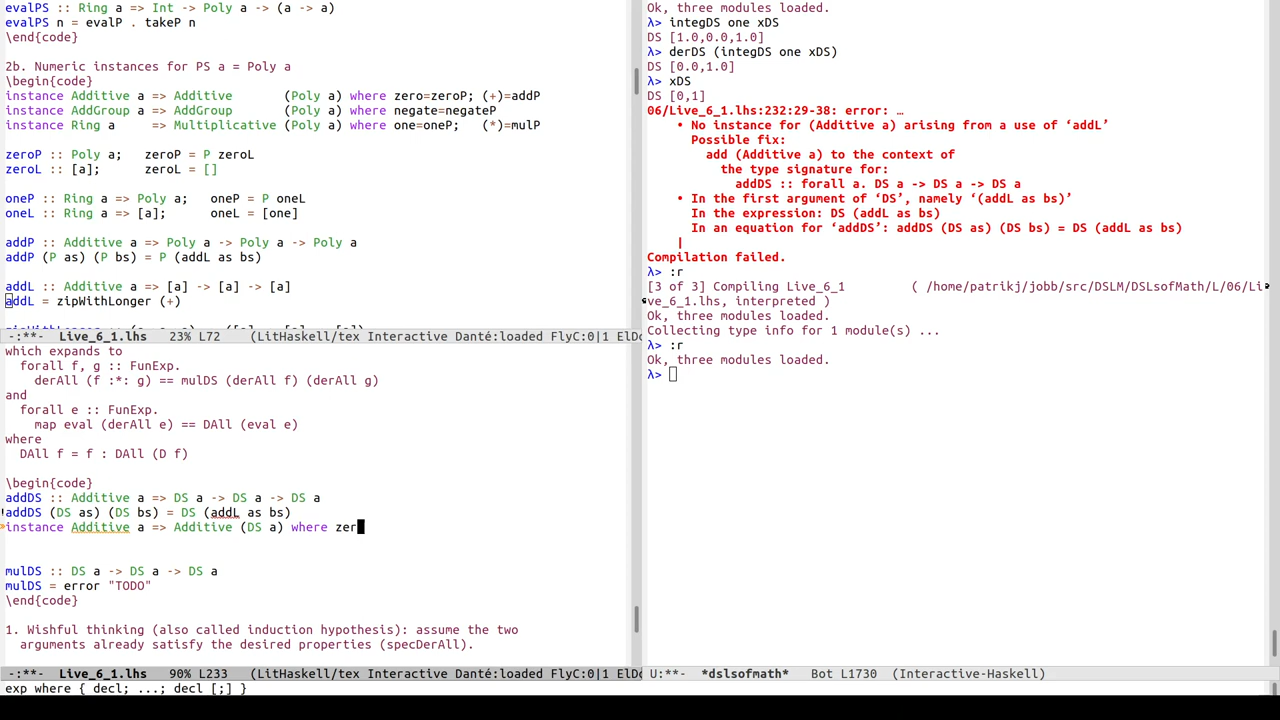 evalPS :: Ring a => Int -> Poly a -> (a -> a)
evalPS n = evalP . takeP n
\end{code}

2b. Numeric instances for PS a = Poly a
\begin{code}
instance Additive a => Additive       (Poly a) where zero=zeroP; (+)=addP
instance AddGroup a => AddGroup       (Poly a) where negate=negateP
instance Ring a     => Multiplicative (Poly a) where one=oneP;   (*)=mulP

zeroP :: Poly a;   zeroP = P zeroL
zeroL :: [a];      zeroL = []

oneP :: Ring a => Poly a;   oneP = P oneL
oneL :: Ring a => [a];      oneL = [one]

addP :: Additive a => Poly a -> Poly a -> Poly a
addP (P as) (P bs) = P (addL as bs)

addL :: Additive a => [a] -> [a] -> [a]
addL = zipWithLonger (+)
-:**-  Live_6_1.lhs   23% L72    (LitHaskell/tex Interactive Danté:loaded FlyC:0|1 ElDo
which expands to
  forall f, g :: FunExp.
    derAll (f :*: g) == mulDS (derAll f) (derAll g)
and
  forall e :: FunExp.
    map eval (derAll e) == DAll (eval e)
where
  DAll f = f : DAll (D f)

\begin{code}
addDS :: Additive a => DS a -> DS a -> DS a
!addDS (DS as) (DS bs) = DS (addL as bs)
instance Additive a => Additive (DS a) where zer

mulDS :: DS a -> DS a -> DS a
mulDS = error "TODO"
\end{code}

1. Wishful thinking (also called induction hypothesis): assume the two
  arguments already satisfy the desired properties (specDerAll).
-:**-  Live_6_1.lhs   90% L233   (LitHaskell/tex Interactive Danté:loaded FlyC:0|1 ElDo
exp where { decl; ...; decl [;] }
Ok, three modules loaded.
λ> integDS one xDS
DS [1.0,0.0,1.0]
λ> derDS (integDS one xDS)
DS [0.0,1.0]
λ> xDS
DS [0,1]
06/Live_6_1.lhs:232:29-38: error: …
    • No instance for (Additive a) arising from a use of ‘addL’
      Possible fix:
        add (Additive a) to the context of
          the type signature for:
            addDS :: forall a. DS a -> DS a -> DS a
    • In the first argument of ‘DS’, namely ‘(addL as bs)’
      In the expression: DS (addL as bs)
      In an equation for ‘addDS’: addDS (DS as) (DS bs) = DS (addL as bs)
    |
Compilation failed.
λ> :r
[3 of 3] Compiling Live_6_1         ( /home/patrikj/jobb/src/DSLM/DSLsofMath/L/06/Li
ve_6_1.lhs, interpreted )
Ok, three modules loaded.
Collecting type info for 1 module(s) ...
λ> :r
Ok, three modules loaded.
λ>
U:**-  *dslsofmath*   Bot L1730  (Interactive-Haskell)